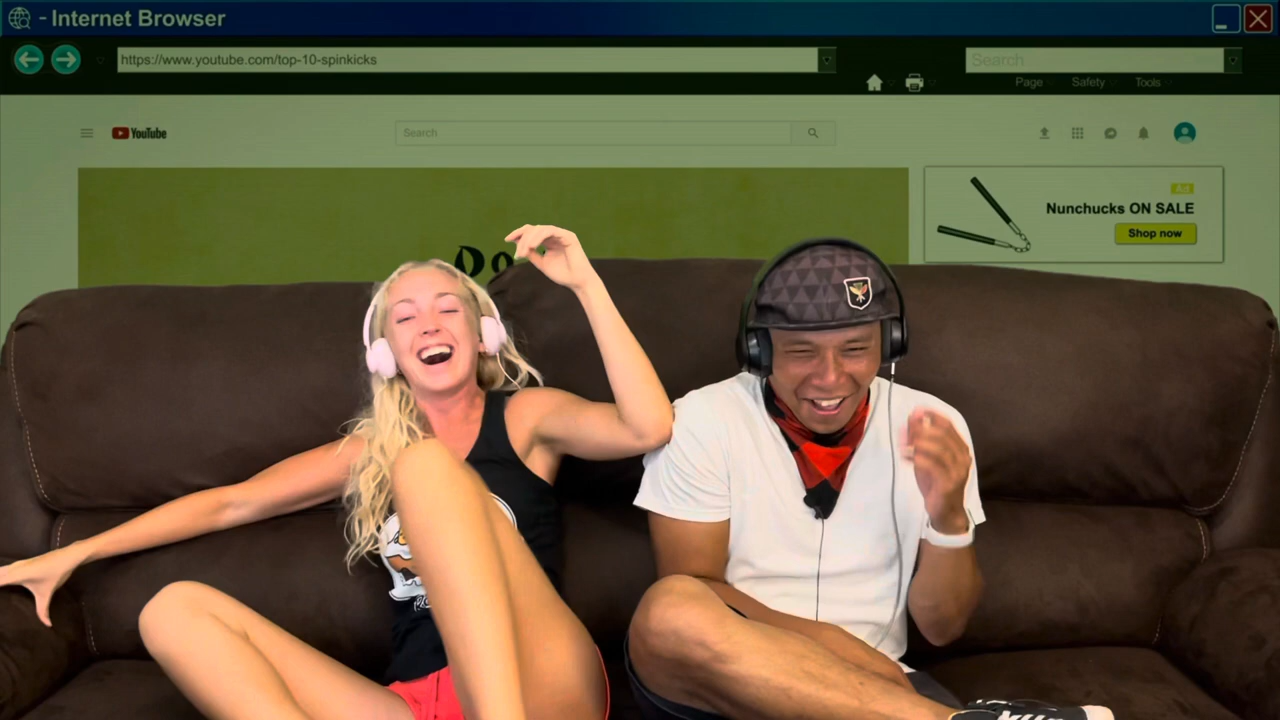 - Internet Browser
https://www.youtube.com/top-10-spinkicks
Search
Page
Safety
Tools
YouTube
Search
Ad
Nunchucks ON SALE
Shop now